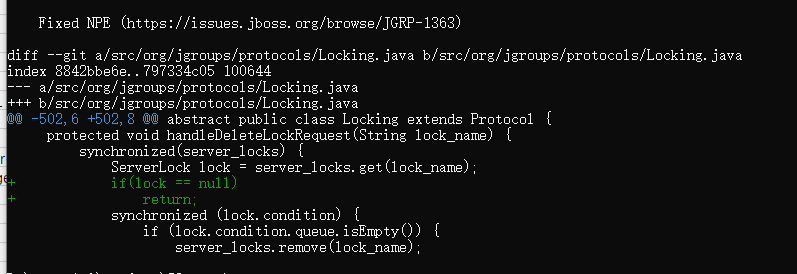 Fixed NPE (https://issues.jboss.org/browse/JGRP-1363)
diff --git a/src/org/jgroups/protocols/Locking.java b/src/org/jgroups/protocols/Locking.java
index 8842bbe6e..797334c05 100644
--- a/src/org/jgroups/protocols/Locking.java
+++ b/src/org/jgroups/protocols/Locking.java
@@ -502,6 +502,8 @@ abstract public class Locking extends Protocol {
     protected void handleDeleteLockRequest(String lock_name) {
         synchronized(server_locks) {
             ServerLock lock = server_locks.get(lock_name);
+            if(lock == null)
+                return;
             synchronized (lock.condition) {
                 if (lock.condition.queue.isEmpty()) {
                     server_locks.remove(lock_name);